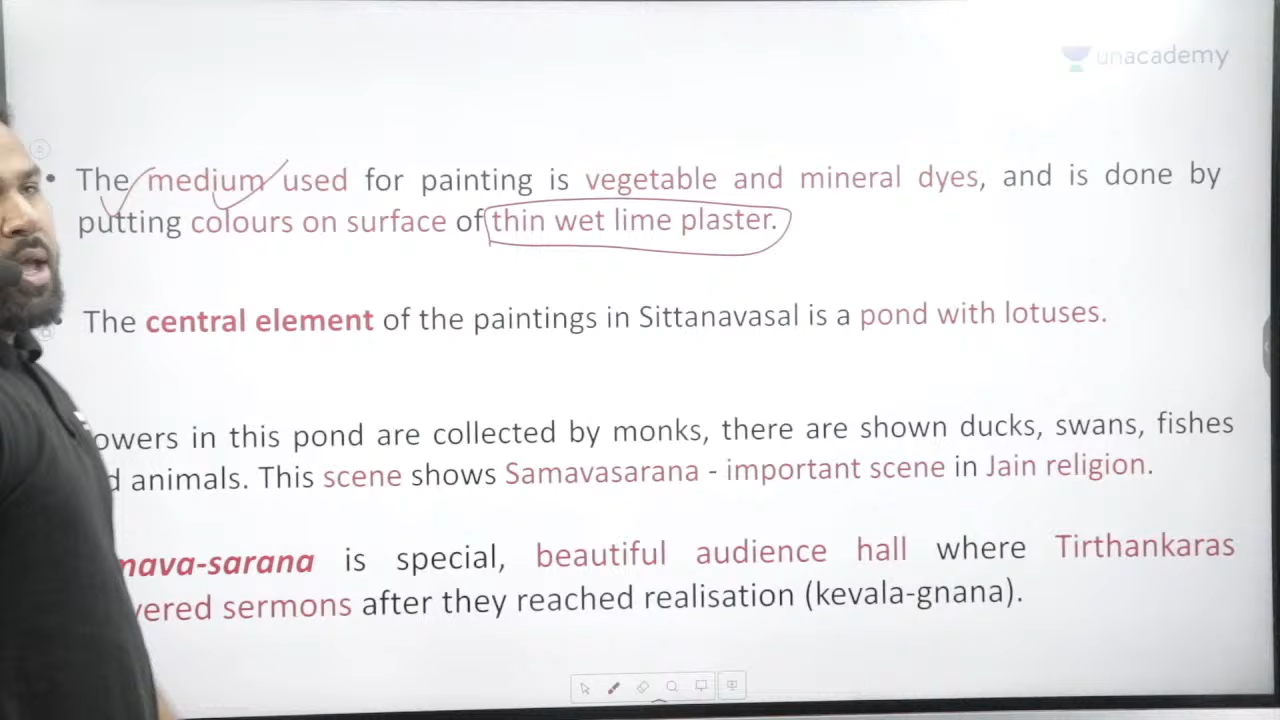 unacademy
• The medium used for painting is vegetable and mineral dyes, and is done by
putting colours on surface of thin wet lime plaster.
The central element of the paintings in Sittanavasal is a pond with lotuses.
owers in this pond are collected by monks, there are shown ducks, swans, fishes
d animals. This scene shows Samavasarana - important scene in Jain religion.
mava-sarana is special, beautiful audience hall where Tirthankaras
vered sermons after they reached realisation (kevala-gnana).